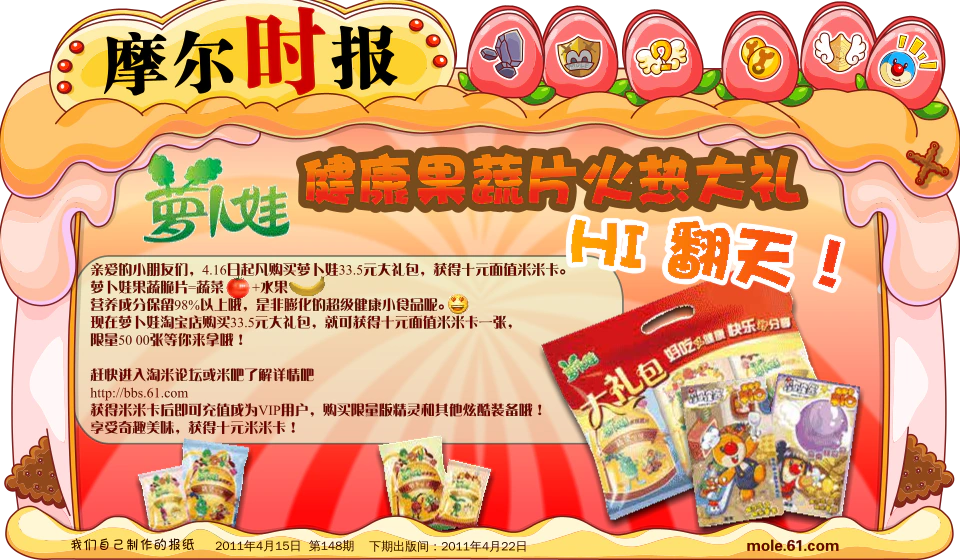 摩尔时报
萝卜娃
健康果蔬片火热大礼
HI 翻天！
亲爱的小朋友们，4.16日起凡购买萝卜娃33.5元大礼包，获得十元面值米米卡。
萝卜娃果蔬脆片=蔬菜 +水果
营养成分保留98%以上哦，是非膨化的超级健康小食品呢。
现在萝卜娃淘宝店购买33.5元大礼包，就可获得十元面值米米卡一张，
限量50 00张等你来拿哦！
赶快进入淘米论坛或米吧了解详情吧
http://bbs.61.com
获得米米卡后即可充值成为VIP用户，购买限量版精灵和其他炫酷装备哦！
享受奇趣美味，获得十元米米卡！
萝卜娃
好吃 健康 快乐 分享
大礼包
我们自己制作的报纸 2011年4月15日 第148期 下期出版间：2011年4月22日 mole.61.com